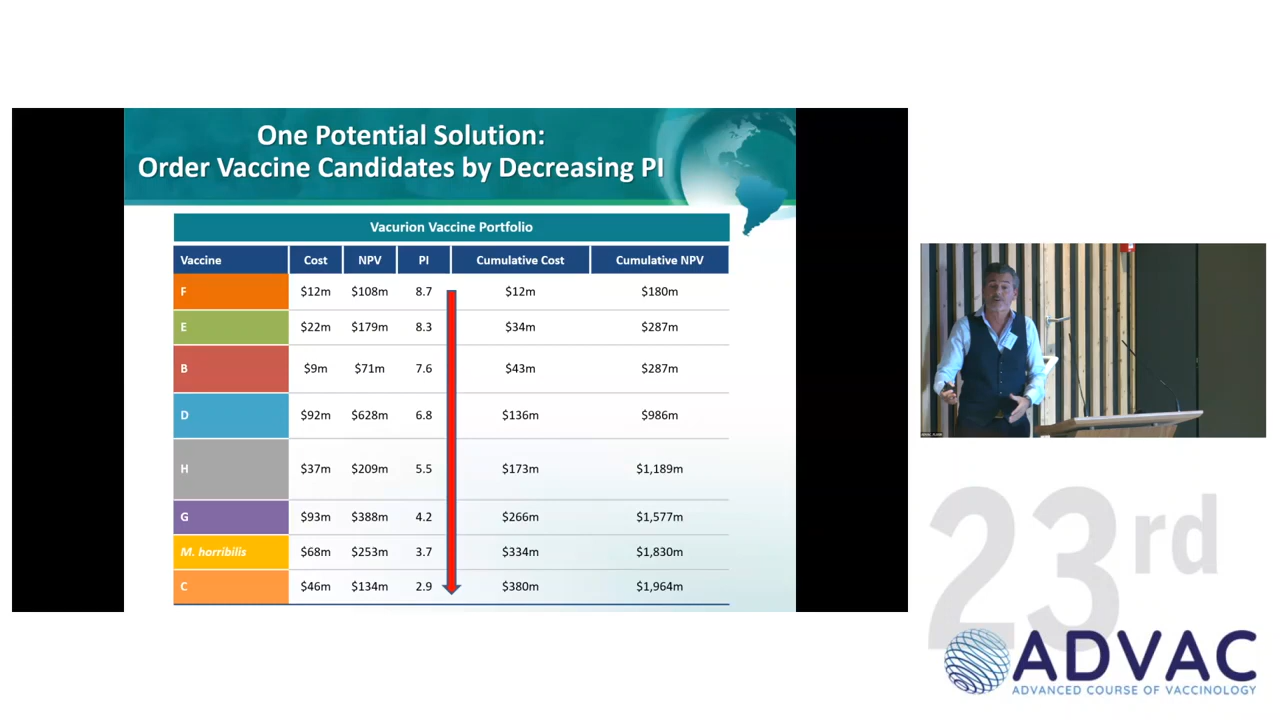 One Potential Solution:
Order Vaccine Candidates by Decreasing PI
Vacurion Vaccine Portfolio
Vaccine Cost NPV PI Cumulative Cost Cumulative NPV
F $12m $108m 8.7 $12m $180m
E $22m $179m 8.3 $34m $287m
B $9m $71m 7.6 $43m $287m
D $92m $628m 6.8 $136m $986m
H $37m $209m 5.5 $173m $1,189m
G $93m $388m 4.2 $266m $1,577m
M. horribilis $68m $253m 3.7 $334m $1,830m
C $46m $134m 2.9 $380m $1,964m
23rd
ADVAC
ADVANCED COURSE OF VACCINOLOGY